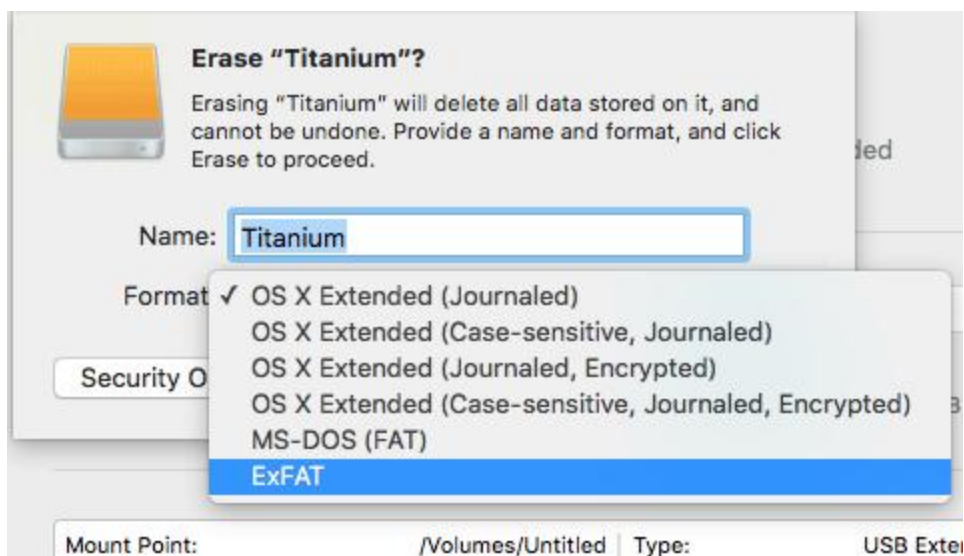 Erase “Titanium”?
Erasing “Titanium” will delete all data stored on it, and
cannot be undone. Provide a name and format, and click
Erase to proceed.
Name: Titanium
Format ✓ OS X Extended (Journaled)
OS X Extended (Case-sensitive, Journaled)
OS X Extended (Journaled, Encrypted)
Security
OS X Extended (Case-sensitive, Journaled, Encrypted)
MS-DOS (FAT)
ExFAT
Mount Point: /Volumes/Untitled Type: USB